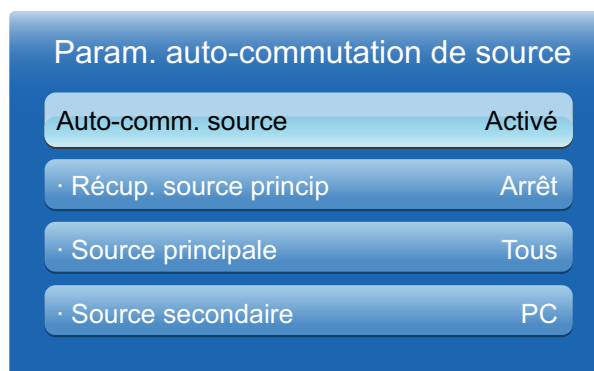 Param. auto-commutation de source
Auto-comm. source Activé
· Récup. source princip Arrêt
· Source principale Tous
· Source secondaire PC